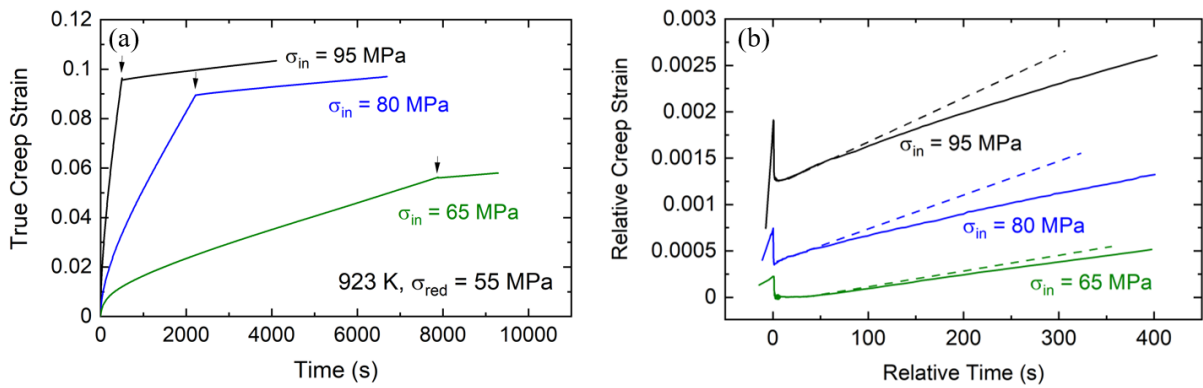 (a)
True Creep Strain
0.12
0.1
0.08
0.06
0.04
0.02
0
σin = 95 MPa
σin = 80 MPa
σin = 65 MPa
923 K, σred = 55 MPa
0 2000 4000 6000 8000 10000
Time (s)
(b)
Relative Creep Strain
0.003
0.0025
0.002
0.0015
0.001
0.0005
0
σin = 95 MPa
σin = 80 MPa
σin = 65 MPa
0 100 200 300 400
Relative Time (s)